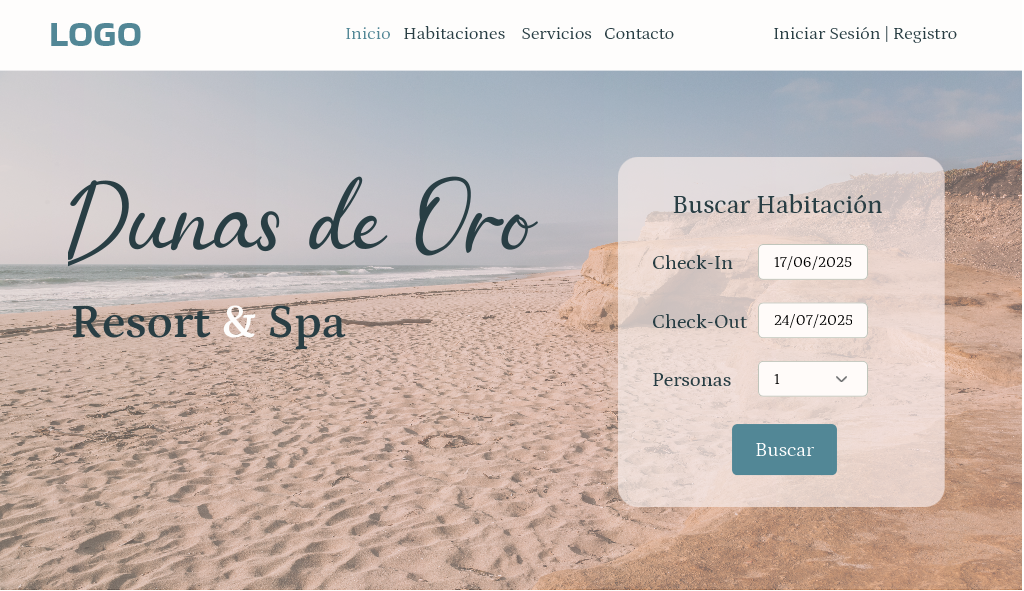 LOGO
Inicio Habitaciones Servicios Contacto
Iniciar Sesión | Registro
Dunas de Oro
Resort & Spa
Buscar Habitación
Check-In 17/06/2025
Check-Out 24/07/2025
Personas 1
Buscar